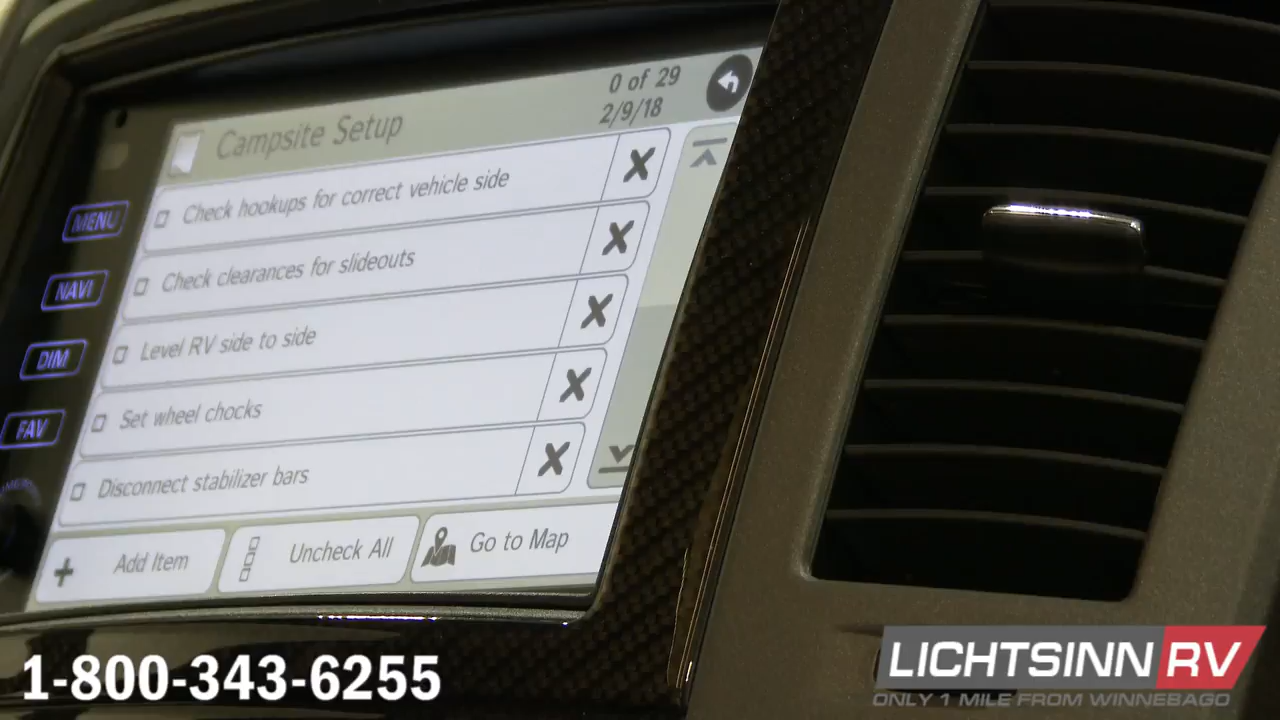 0 of 29
Campsite Setup
2/9/18
Check hookups for correct vehicle side
Check clearances for slideouts
Level RV side to side
Set wheel chocks
Disconnect stabilizer bars
Add Item
Uncheck All
Go to Map
MENU
NAVI
DIM
FAV
1-800-343-6255
LICHTSINN RV
ONLY 1 MILE FROM WINNEBAGO